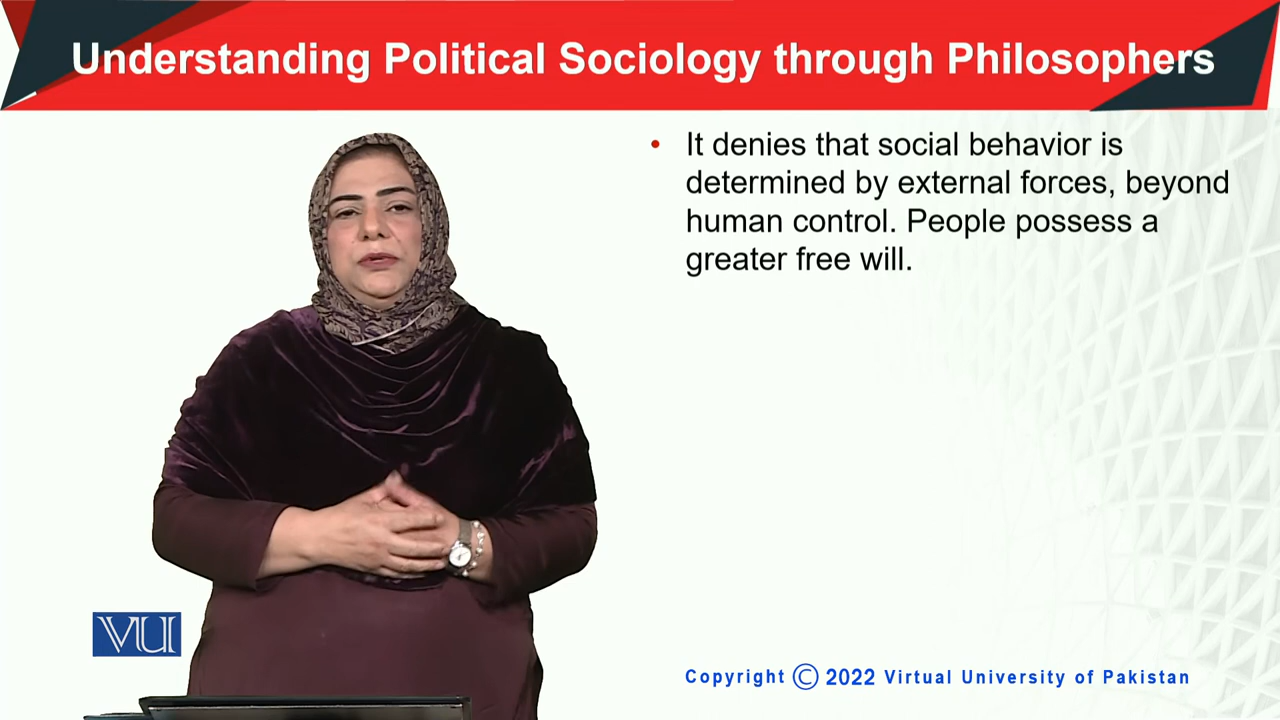 Understanding Political Sociology through Philosophers
• It denies that social behavior is
determined by external forces, beyond
human control. People possess a
greater free will.
VU
Copyright © 2022 Virtual University of Pakistan